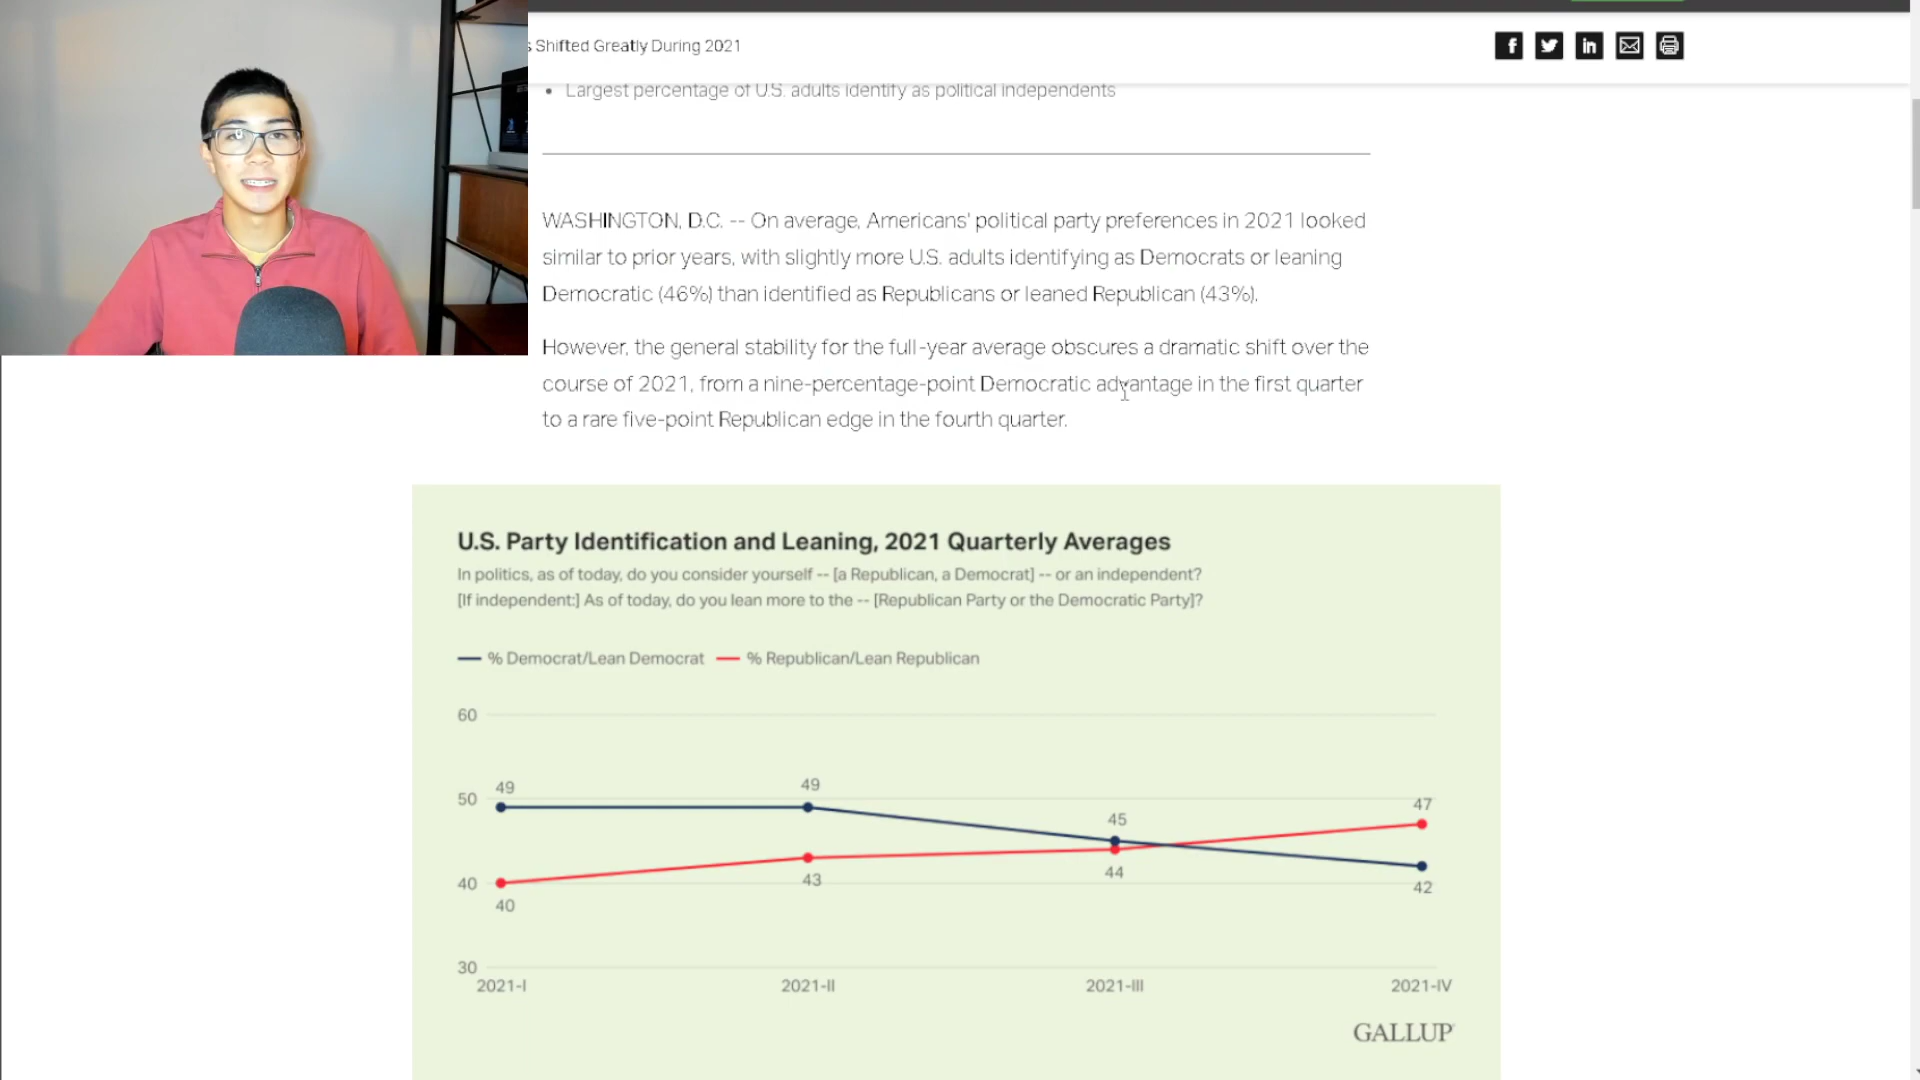 Shifted Greatly During 2021
• Largest percentage of U.S. adults identify as political independents
WASHINGTON, D.C. -- On average, Americans' political party preferences in 2021 looked
similar to prior years, with slightly more U.S. adults identifying as Democrats or leaning
Democratic (46%) than identified as Republicans or leaned Republican (43%).
However, the general stability for the full-year average obscures a dramatic shift over the
course of 2021, from a nine-percentage-point Democratic advantage in the first quarter
to a rare five-point Republican edge in the fourth quarter.
U.S. Party Identification and Leaning, 2021 Quarterly Averages
In politics, as of today, do you consider yourself -- [a Republican, a Democrat] -- or an independent?
[If independent:] As of today, do you lean more to the -- [Republican Party or the Democratic Party]?
% Democrat/Lean Democrat % Republican/Lean Republican
60
49 49
50 45 47
40 43 44 42
40
30
2021-I 2021-II 2021-III 2021-IV
GALLUP